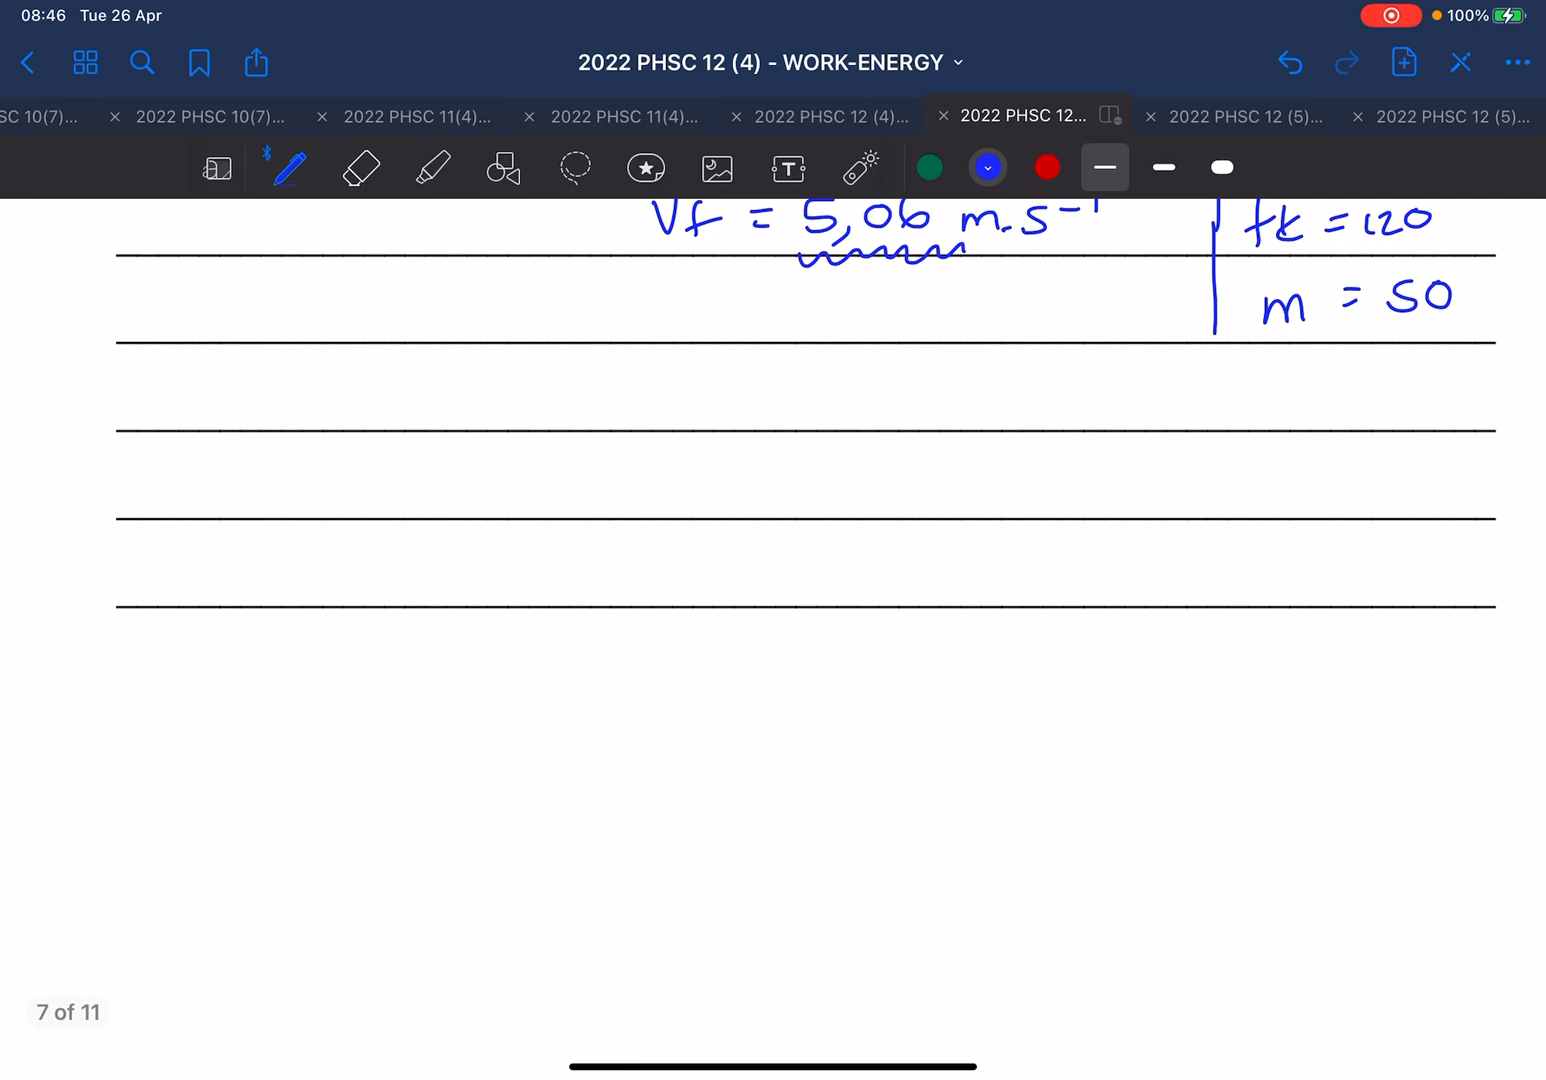 08:46 Tue 26 Apr 100%
2022 PHSC 12 (4) - WORK-ENERGY
SC 10(7)... 2022 PHSC 10(7)... 2022 PHSC 11(4)... 2022 PHSC 11(4)... 2022 PHSC 12 (4)... 2022 PHSC 12... 2022 PHSC 12 (5)... 2022 PHSC 12 (5)...
T
Vf = 5,06 m.s⁻¹
fk = 120
m = 50
7 of 11